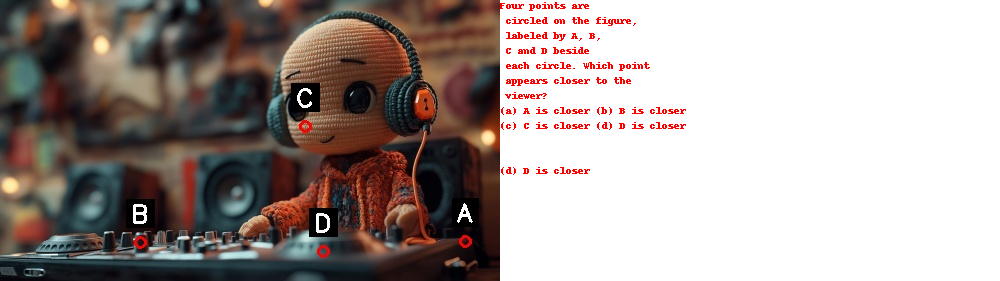 Four points are
circled on the figure,
labeled by A, B,
C and D beside
each circle. Which point
appears closer to the
viewer?
(a) A is closer (b) B is closer
(c) C is closer (d) D is closer
(d) D is closer
C
B
D
A